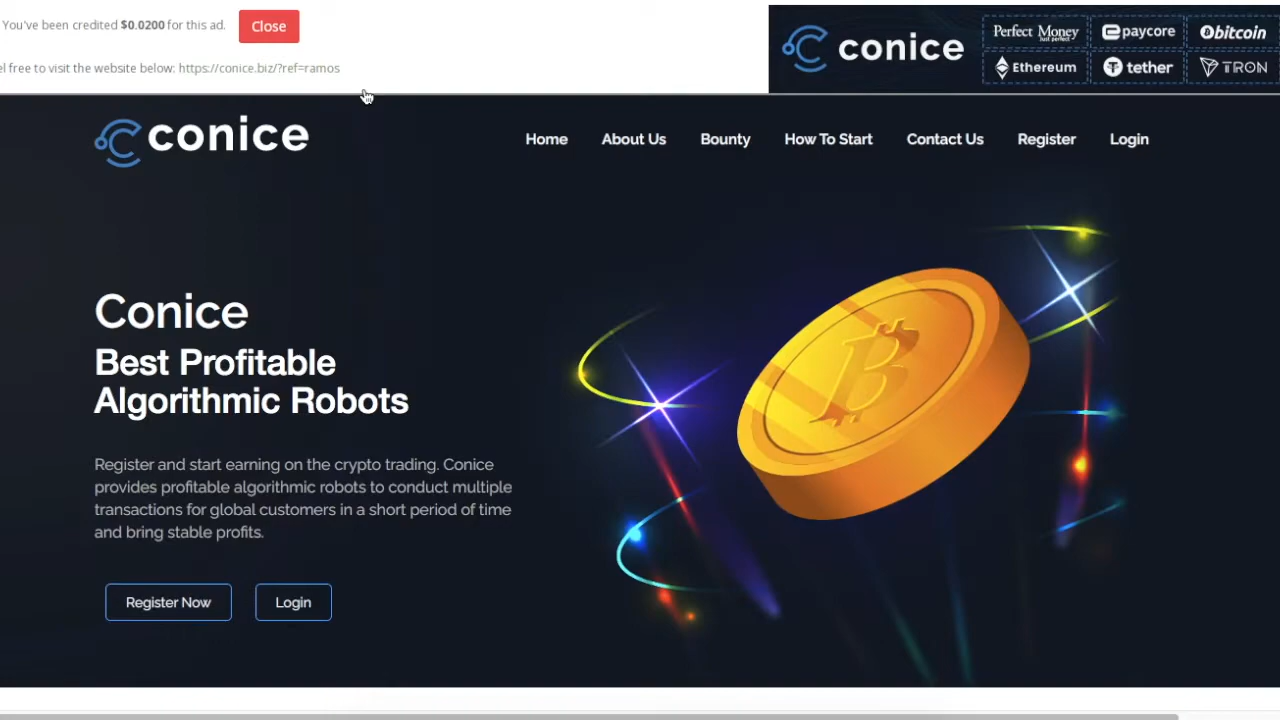 You've been credited $0.0200 for this ad.
Close
el free to visit the website below: https://conice.biz/?ref=ramos
conice
Perfect Money
Just perfect
paycore
bitcoin
Ethereum
tether
TRON
conice
Home About Us Bounty How To Start Contact Us Register Login
Conice
Best Profitable
Algorithmic Robots
Register and start earning on the crypto trading. Conice
provides profitable algorithmic robots to conduct multiple
transactions for global customers in a short period of time
and bring stable profits.
Register Now Login